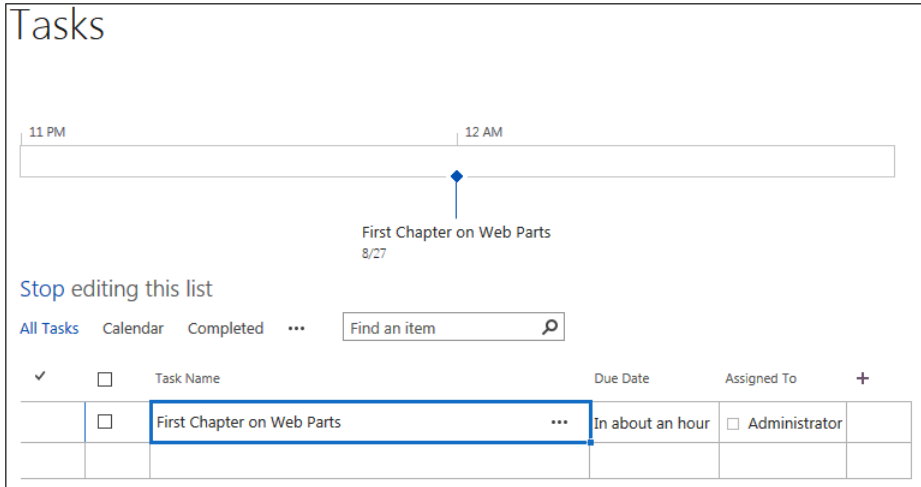 Tasks
11 PM 12 AM
First Chapter on Web Parts
8/27
Stop editing this list
All Tasks Calendar Completed ••• Find an item
Task Name Due Date Assigned To +
First Chapter on Web Parts ••• In about an hour Administrator